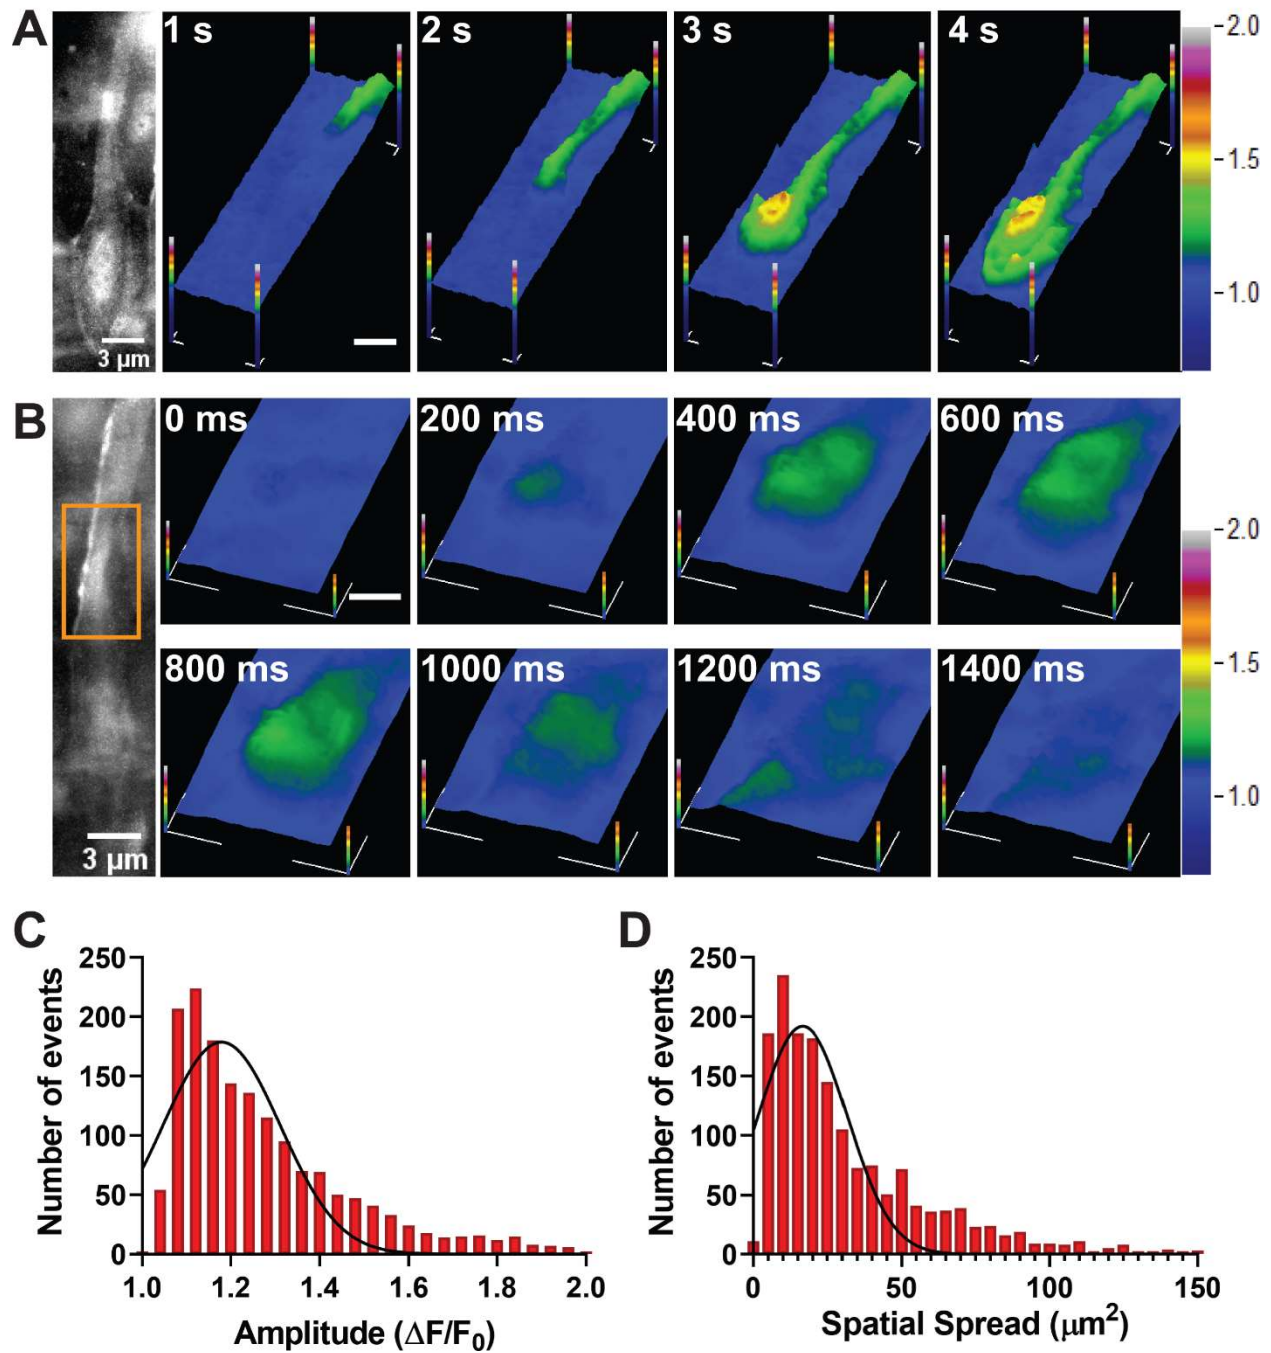 A
1 s
2 s
3 s
4 s
2.0
1.5
1.0
3 μm
B
0 ms
200 ms
400 ms
600 ms
800 ms
1000 ms
1200 ms
1400 ms
2.0
1.5
1.0
3 μm
C
Number of events
250
200
150
100
50
0
1.0
1.2
1.4
1.6
1.8
2.0
Amplitude (ΔF/F₀)
D
Number of events
250
200
150
100
50
0
0
50
100
150
Spatial Spread (μm²)